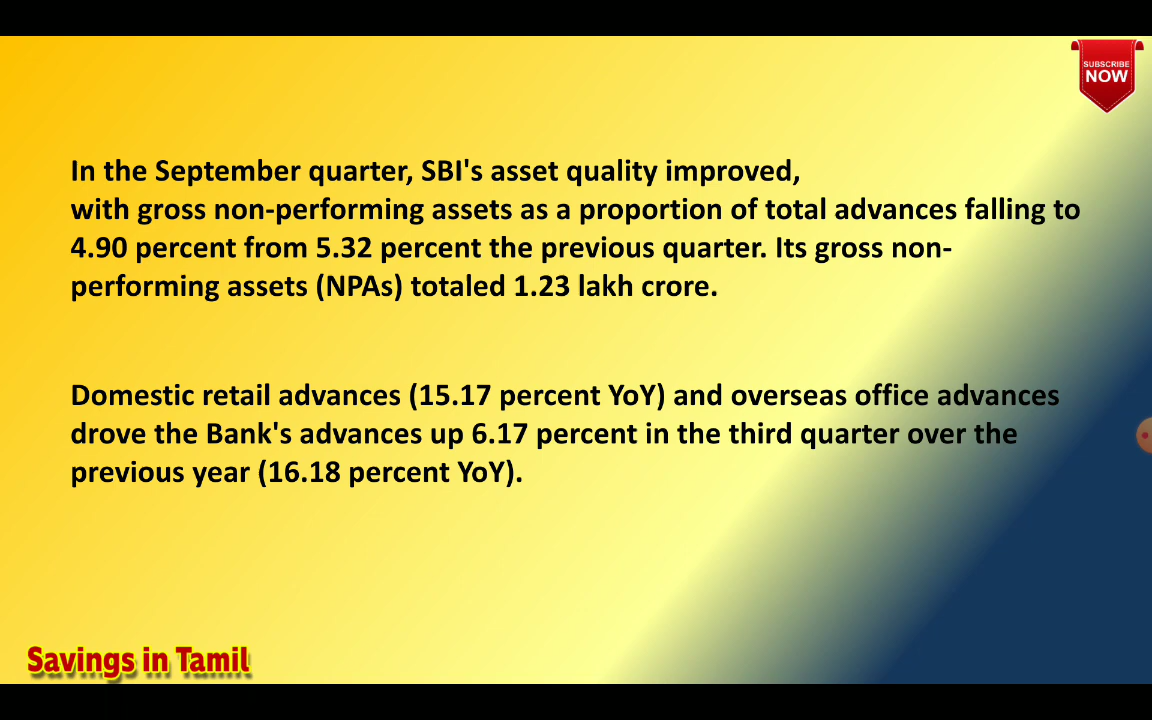 SUBSCRIBE
NOW
In the September quarter, SBI's asset quality improved,
with gross non-performing assets as a proportion of total advances falling to
4.90 percent from 5.32 percent the previous quarter. Its gross non-
performing assets (NPAs) totaled 1.23 lakh crore.
Domestic retail advances (15.17 percent YoY) and overseas office advances
drove the Bank's advances up 6.17 percent in the third quarter over the
previous year (16.18 percent YoY).
Savings in Tamil